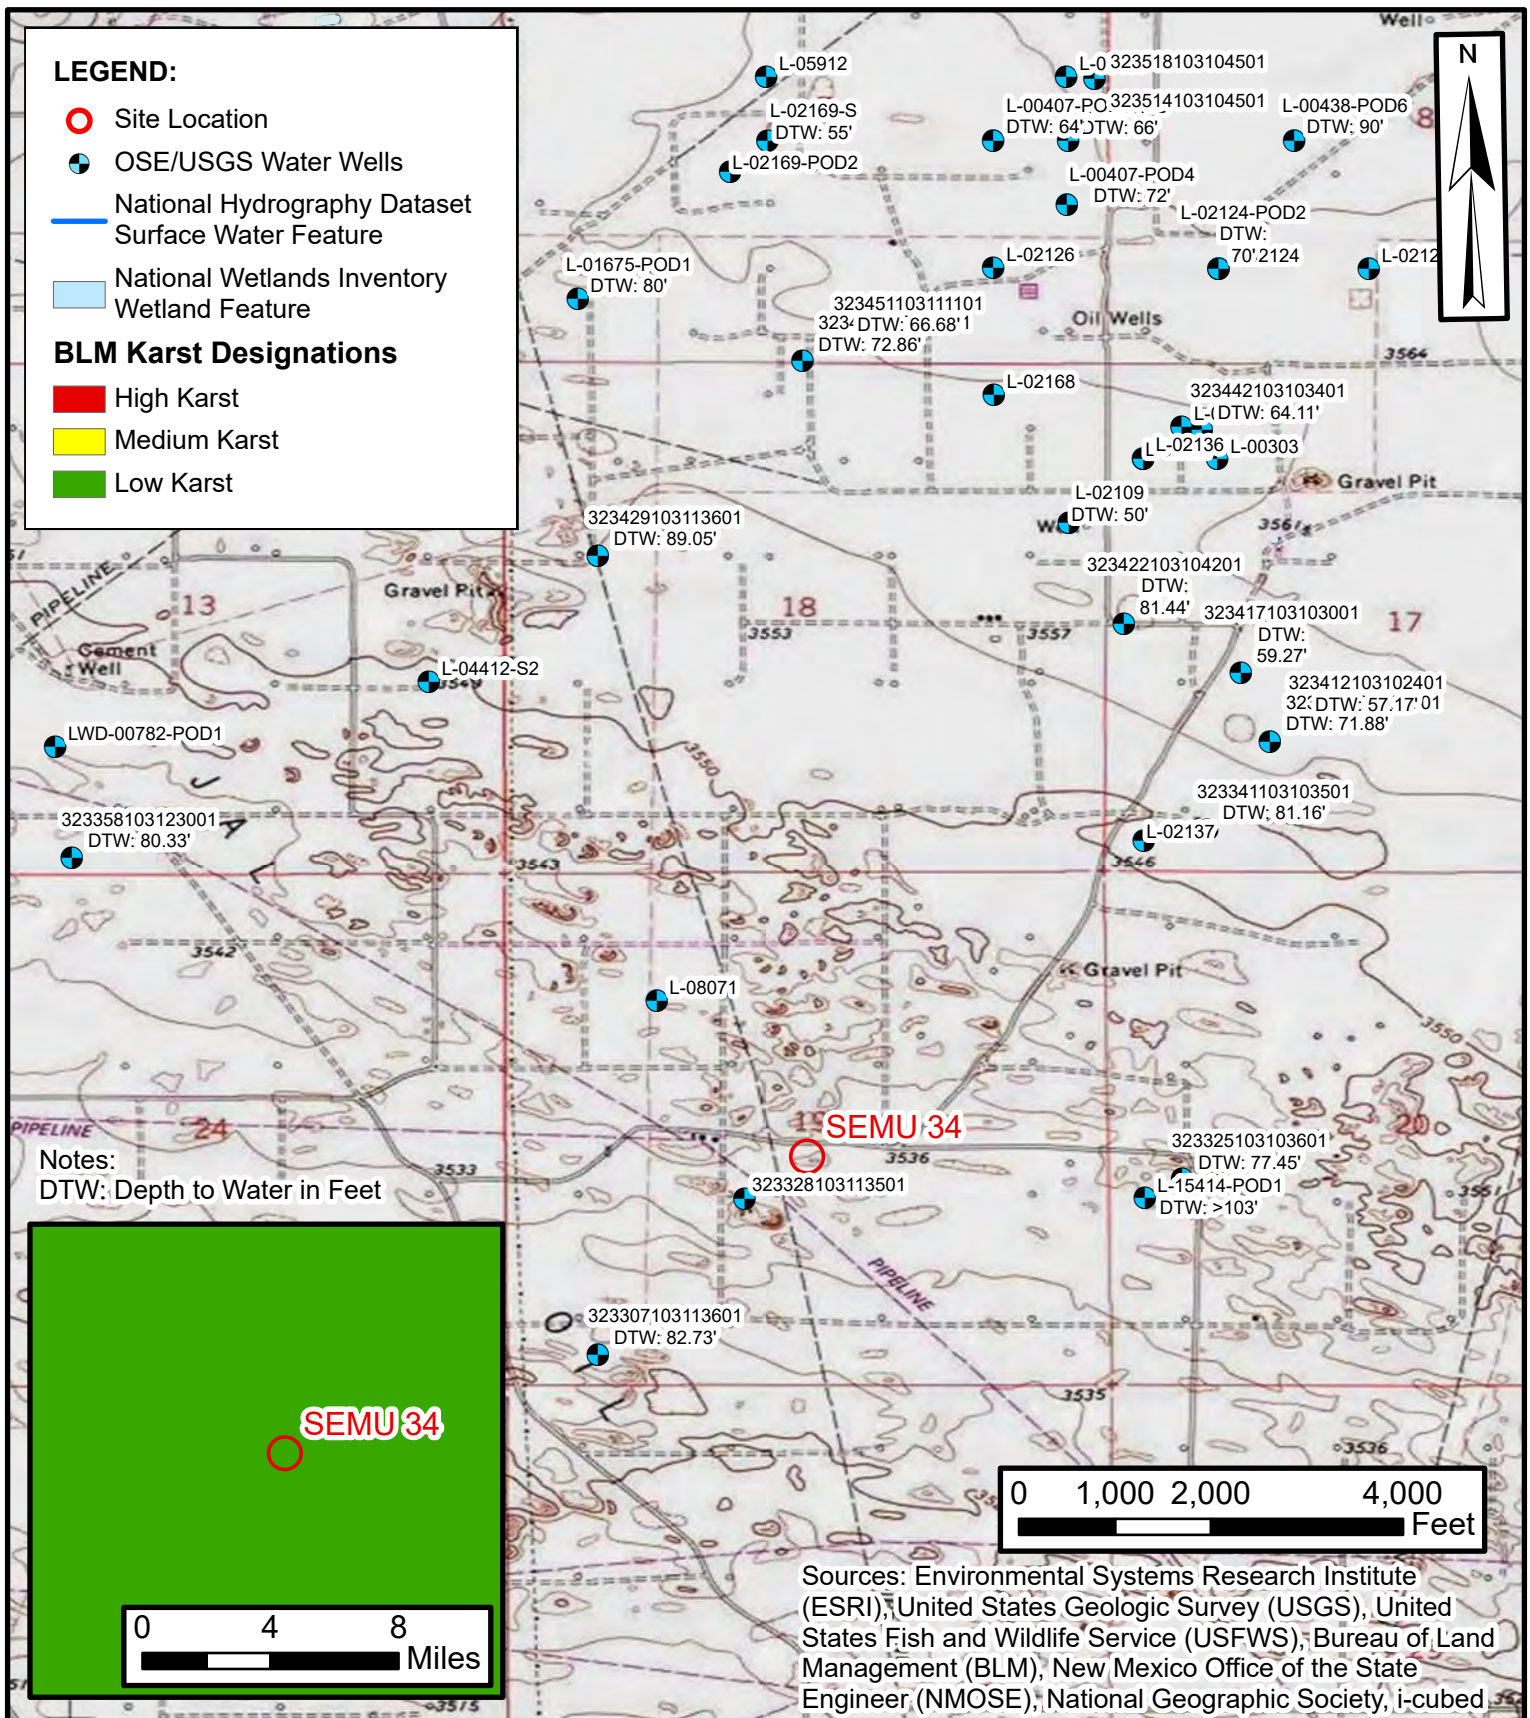 LEGEND:
Site Location
OSE/USGS Water Wells
National Hydrography Dataset
Surface Water Feature
National Wetlands Inventory
Wetland Feature
BLM Karst Designations
High Karst
Medium Karst
Low Karst
N
Well
L-05912
L-0
323518103104501
L-02169-S
DTW: 55'
L-00407-PO
323514103104501
DTW: 64'
DTW: 66'
L-00438-POD6
DTW: 90'
8
L-02169-POD2
L-00407-POD4
DTW: 72'
L-02124-POD2
DTW:
70'
2124
L-02126
L-0212
L-01675-POD1
DTW: 80'
323451103111101
DTW: 66.68'
DTW: 72.86'
Oil Wells
3564
L-02168
323442103103401
DTW: 64.11'
L-02136
L-00303
Gravel Pit
L-02109
DTW: 50'
3561
323429103113601
DTW: 89.05'
PIPELINE
Gravel Pit
13
18
17
323422103104201
DTW:
81.44'
3553
3557
323417103103001
DTW:
59.27'
Cement
Well
L-04412-S2
3549
323412103102401
DTW: 57.17'
DTW: 71.88'
LWD-00782-POD1
3550
323358103123001
DTW: 80.33'
J
A
L
323341103103501
DTW: 81.16'
L-02137
3543
3546
3542
Gravel Pit
L-08071
3550
PIPELINE
24
19
SEMU 34
20
3533
3536
Notes:
DTW: Depth to Water in Feet
323325103103601
DTW: 77.45'
L-15414-POD1
DTW: >103'
3551
323328103113501
PIPELINE
323307103113601
DTW: 82.73'
3535
SEMU 34
3536
0 1,000 2,000 4,000
Feet
0 4 8
Miles
3515
Sources: Environmental Systems Research Institute
(ESRI), United States Geologic Survey (USGS), United
States Fish and Wildlife Service (USFWS), Bureau of Land
Management (BLM), New Mexico Office of the State
Engineer (NMOSE), National Geographic Society, i-cubed